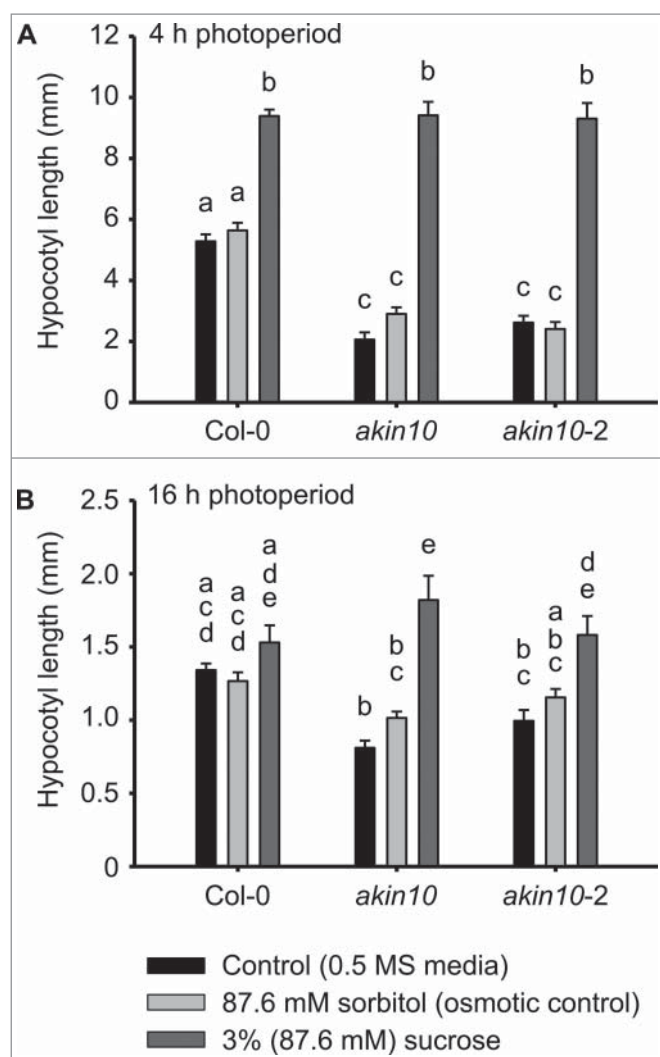 A 4 h photoperiod
Hypocotyl length (mm)
12
10
8
6
4
2
0
a a b
c c b
c c b
Col-0 akin10 akin10-2
B 16 h photoperiod
Hypocotyl length (mm)
2.5
2.0
1.5
1.0
0.5
0
a c d
a c d
a d e
b
b c
e
b c
a b c
d e
Col-0 akin10 akin10-2
Control (0.5 MS media)
87.6 mM sorbitol (osmotic control)
3% (87.6 mM) sucrose